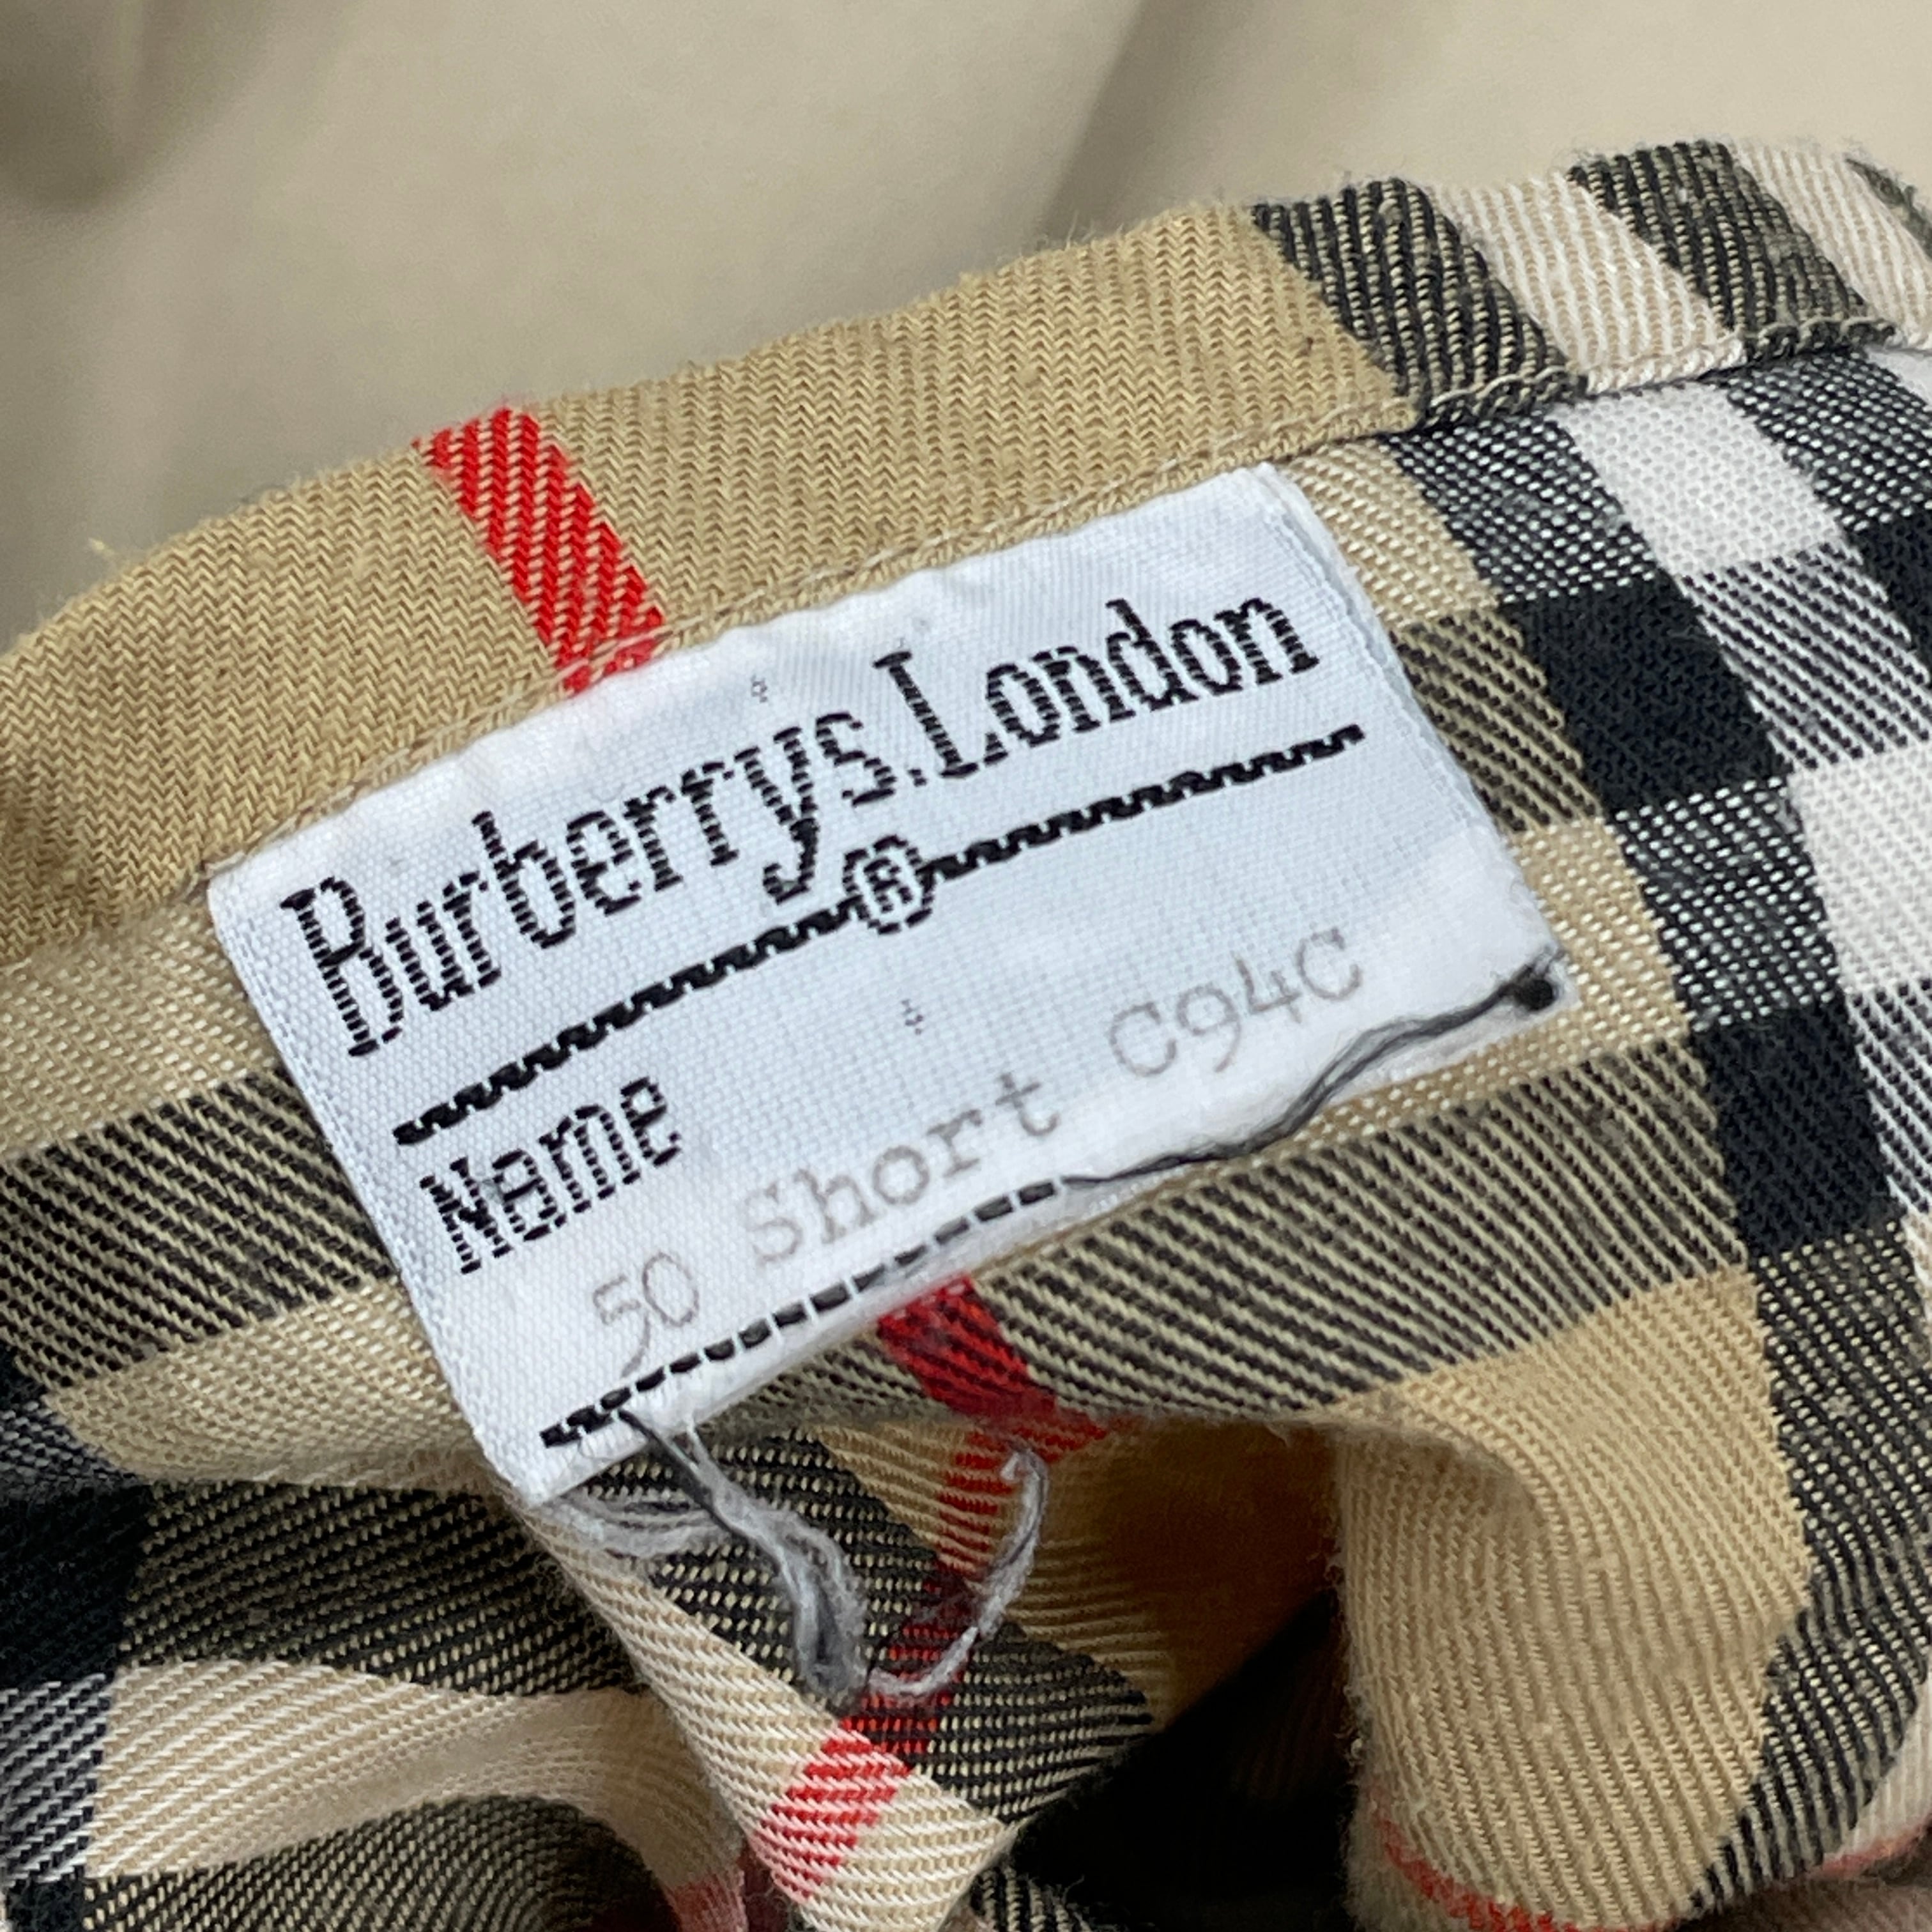 Burberrys.London
®
Name
50 Short C94C